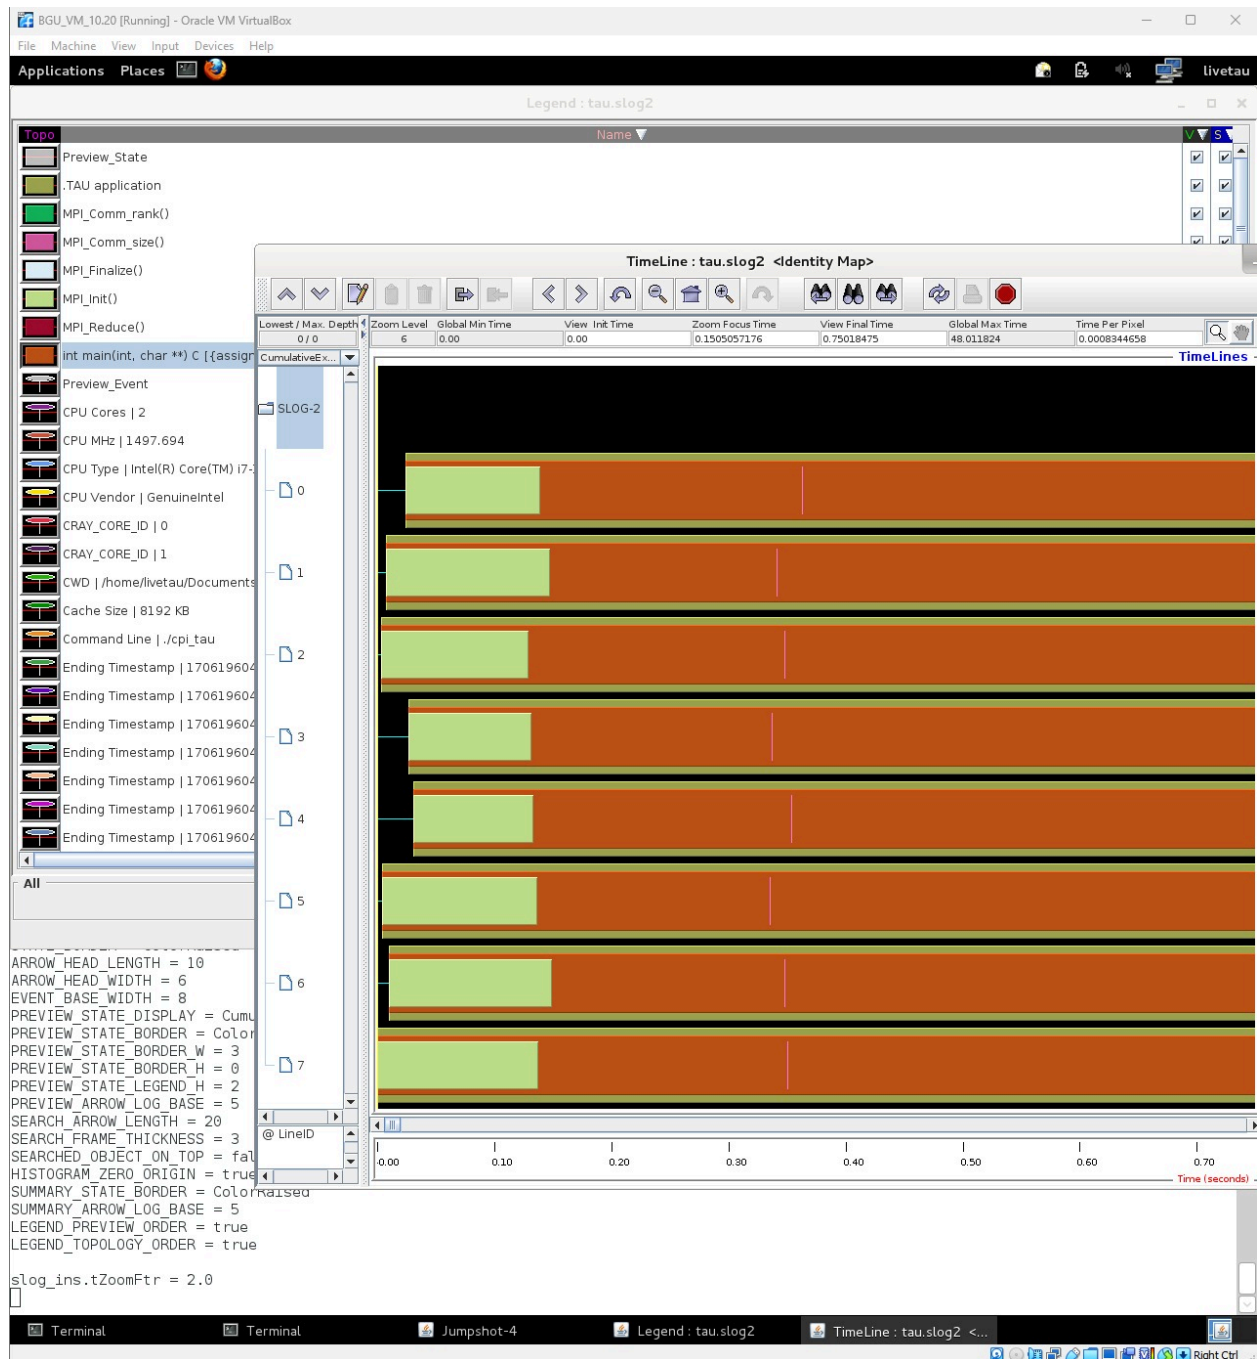 BGU_VM_10.20 [Running] - Oracle VM VirtualBox
File Machine View Input Devices Help
Applications Places livetau
Legend : tau.slog2
Topo Name V S
Preview_State
.TAU application
MPI_Comm_rank()
MPI_Comm_size()
MPI_Finalize()
MPI_Init()
MPI_Reduce()
int main(int, char **) C [{assign
Preview_Event
CPU Cores | 2
CPU MHz | 1497.694
CPU Type | Intel(R) Core(TM) i7-
CPU Vendor | GenuineIntel
CRAY_CORE_ID | 0
CRAY_CORE_ID | 1
CWD | /home/livetau/Documents
Cache Size | 8192 KB
Command Line | ./cpi_tau
Ending Timestamp | 170619604
Ending Timestamp | 170619604
Ending Timestamp | 170619604
Ending Timestamp | 170619604
Ending Timestamp | 170619604
Ending Timestamp | 170619604
Ending Timestamp | 170619604
All
TimeLine : tau.slog2 <Identity Map>
Lowest / Max. Depth Zoom Level Global Min Time View Init Time Zoom Focus Time View Final Time Global Max Time Time Per Pixel
0 / 0 6 0.00 0.00 0.1505057176 0.75018475 48.011824 0.0008344658
CumulativeEx... TimeLines
SLOG-2
0
1
2
3
4
5
6
7
@ LineID
0.00 0.10 0.20 0.30 0.40 0.50 0.60 0.70
Time (seconds)
ARROW_HEAD_LENGTH = 10
ARROW_HEAD_WIDTH = 6
EVENT_BASE_WIDTH = 8
PREVIEW_STATE_DISPLAY = Cumu
PREVIEW_STATE_BORDER = Color
PREVIEW_STATE_BORDER_W = 3
PREVIEW_STATE_BORDER_H = 0
PREVIEW_STATE_LEGEND_H = 2
PREVIEW_ARROW_LOG_BASE = 5
SEARCH_ARROW_LENGTH = 20
SEARCH_FRAME_THICKNESS = 3
SEARCHED_OBJECT_ON_TOP = fal
HISTOGRAM_ZERO_ORIGIN = true
SUMMARY_STATE_BORDER = ColorRaised
SUMMARY_ARROW_LOG_BASE = 5
LEGEND_PREVIEW_ORDER = true
LEGEND_TOPOLOGY_ORDER = true
slog_ins.tZoomFtr = 2.0
Terminal Terminal Jumpshot-4 Legend : tau.slog2 TimeLine : tau.slog2 <...
Right Ctrl